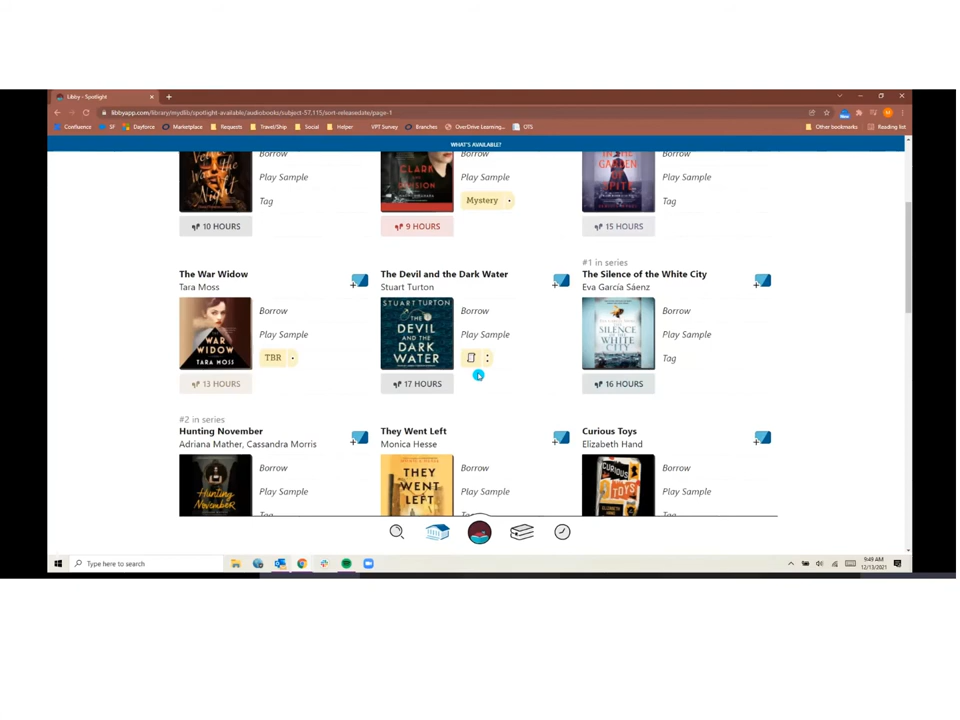 Libby - Spotlight
libbyapp.com/library/mydlib/spotlight-available/audiobooks/subject-57,115/sort-releasedate/page-1
Confluence SF Dayforce Marketplace Requests Travel/Ship Social Helper VPT Survey Branches OverDrive Learning... OTS Other bookmarks Reading list
WHAT'S AVAILABLE?
Borrow Borrow Borrow
Play Sample Play Sample Play Sample
Tag Mystery Tag
10 HOURS 9 HOURS 15 HOURS
#1 in series
The War Widow The Devil and the Dark Water The Silence of the White City
Tara Moss Stuart Turton Eva García Sáenz
THE WAR WIDOW TARA MOSS
STUART TURTON THE DEVIL AND THE DARK WATER
THE SILENCE OF THE WHITE CITY
Borrow Borrow Borrow
Play Sample Play Sample Play Sample
TBR Tag
13 HOURS 17 HOURS 16 HOURS
#2 in series
Hunting November They Went Left Curious Toys
Adriana Mather, Cassandra Morris Monica Hesse Elizabeth Hand
Hunting November
THEY WENT LEFT
CURIOUS TOYS
Borrow Borrow Borrow
Play Sample Play Sample Play Sample
Type here to search
9:49 AM
12/13/2021